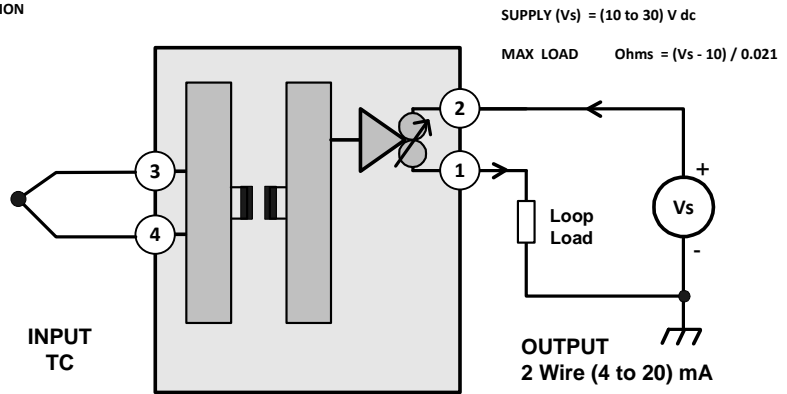 ION
SUPPLY (Vs) = (10 to 30) V dc
MAX LOAD Ohms = (Vs - 10) / 0.021
2
1
3
4
+
Vs
-
Loop
Load
INPUT
TC
OUTPUT
2 Wire (4 to 20) mA